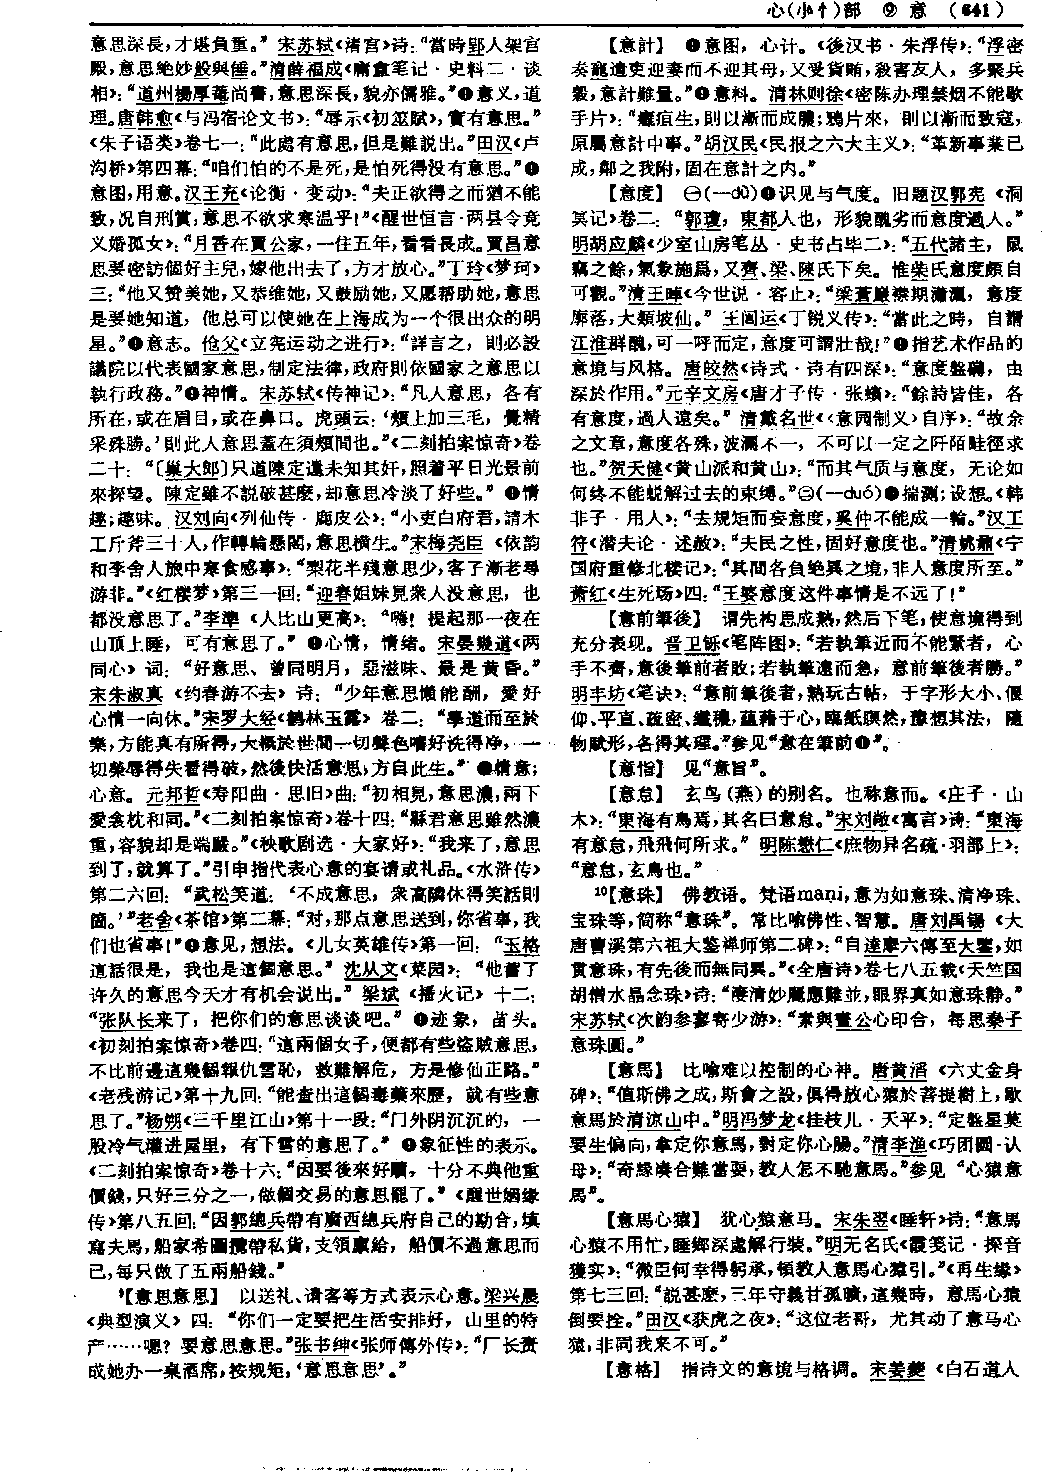 心(小忄)部 ⑨ 意 (641)
意思深長,才堪負重。”宋苏轼《渚宫》诗:“當時郢人架宫
殿,意思絶妙般與倕。”清薛福成《庸盦笔记·史料二·谈
相》:“道州楊厚菴尚書,意思深長,貌亦儒雅。”意义,道
理。唐韩愈《与冯宿论文书》:“辱示《初筮賦》,實有意思。”
《朱子语类》卷七一:“此處有意思,但是難説出。”田汉《卢
沟桥》第四幕:“咱们怕的不是死,是怕死得没有意思。”
意图,用意。汉王充《论衡·变动》:“夫正欲得之而猶不能
致,况自刑賞,意思不欲求寒温乎!”《醒世恒言·两县令竞
义婚孤女》:“月香在賈公家,一住五年,看看長成。賈昌意
思要密訪個好主兒,嫁他出去了,方才放心。”丁玲《梦珂》
三:“他又赞美她,又恭维她,又鼓励她,又愿帮助她,意思
是要她知道,他总可以使她在上海成为一个很出众的明
星。”意志。伧父《立宪运动之进行》:“詳言之,則必設
議院以代表國家意思,制定法律,政府則依國家之意思以
執行政務。”神情。宋苏轼《传神记》:“凡人意思,各有
所在,或在眉目,或在鼻口。虎頭云:‘頰上加三毛,覺精
采殊勝。’則此人意思蓋在須頰間也。”《二刻拍案惊奇》卷
二十:“〔巢大郎〕只道陳定還未知其奸,照着平日光景前
來探望。陳定雖不説破甚麽,却意思冷淡了好些。”情
趣;趣味。汉刘向《列仙传·鹿皮公》:“小吏白府君,請木
工斤斧三十人,作轉輪懸閣,意思横生。”宋梅尧臣《依韵
和李舍人旅中寒食感事》:“梨花半殘意思少,客子漸老尋
游非。”《红楼梦》第三一回:“迎春姐妹見衆人没意思,也
都没意思了。”李凖《人比山更高》:“嗨!提起那一夜在
山顶上睡,可有意思了。”心情,情绪。宋晏幾道《两
同心》词:“好意思、曾同明月,惡滋味、最是黄昏。”
宋朱淑真《约春游不去》诗:“少年意思懶能酬,愛好
心情一向休。”宋罗大经《鹤林玉露》卷二:“學道而至於
樂,方能真有所得,大概於世間一切聲色嗜好洗得净,一
切榮辱得失看得破,然後快活意思,方自此生。”情意;
心意。元邦哲《寿阳曲·思旧》曲:“初相見,意思濃,兩下
愛衾枕和同。”《二刻拍案惊奇》卷十四:“縣君意思雖然濃
重,容貌却是端嚴。”《秧歌剧选·大家好》:“我来了,意思
到了,就算了。”引申指代表心意的宴请或礼品。《水浒传》
第二六回:“武松笑道:‘不成意思,衆高鄰休得笑話則
箇。’”老舍《茶馆》第二幕:“对,那点意思送到,你省事,我
们也省事!”意见,想法。《儿女英雄传》第一回:“玉格
這話很是,我也是這個意思。”沈从文《菜园》:“他蓄了
许久的意思今天才有机会说出。”梁斌《播火记》十二:
“张队长来了,把你们的意思谈谈吧。”迹象,苗头。
《初刻拍案惊奇》卷四:“這兩個女子,便都有些盗賊意思,
不比前邊這幾個報仇雪恥,救難解危,方是修仙正路。”
《老残游记》第十九回:“能查出這個毒藥來歷,就有些意
思了。”杨朔《三千里江山》第十一段:“门外阴沉沉的,一
股冷气灌进屋里,有下雪的意思了。”象征性的表示。
《二刻拍案惊奇》卷十六:“因要後來好贖,十分不典他重
價錢,只好三分之一,做個交易的意思罷了。”《醒世姻缘
传》第八五回:“因郭總兵帶有廣西總兵府自己的勘合,填
寫夫馬,船家希圖攬帶私貨,支領廩給,船價不過意思而
已,每只做了五兩船錢。”
⁹【意思意思】 以送礼、请客等方式表示心意。梁兴晨
《典型演义》四:“你们一定要把生活安排好,山里的特
产……嗯?要意思意思。”张书绅《张师傅外传》:“厂长责
成她办一桌酒席,按规矩,‘意思意思’。”
【意計】 意图,心计。《後汉书·朱浮传》:“浮密
奏寵遣吏迎妻而不迎其母,又受貨賄,殺害友人,多聚兵
穀,意計難量。”意料。清林则徐《密陈办理禁烟不能歇
手片》:“癰疽生,則以漸而成膿;鴉片來,則以漸而致寇,
原屬意計中事。”胡汉民《民报之六大主义》:“革新事業已
成,鄰之我附,固在意計之内。”
【意度】 ㊀(—dù)识见与气度。旧题汉郭宪《洞
冥记》卷二:“郭瓊,東都人也,形貌醜劣而意度過人。”
明胡应麟《少室山房笔丛·史书占毕二》:“五代諸主,鼠
竊之餘,氣象施爲,又齊、梁、陳氏下矣。惟柴氏意度頗自
可觀。”清王晫《今世说·容止》:“梁蒼巖襟期瀟灑,意度
廓落,大類坡仙。”王闿运《丁锐义传》:“當此之時,自謂
江淮群醜,可一呼而定,意度可謂壯哉!”指艺术作品的
意境与风格。唐皎然《诗式·诗有四深》:“意度盤礴,由
深於作用。”元辛文房《唐才子传·张嫔》:“餘詩皆佳,各
有意度,過人遠矣。”清戴名世《〈意园制义〉自序》:“故余
之文章,意度各殊,波瀾不一,不可以一定之阡陌畦徑求
也。”贺天健《黄山派和黄山》:“而其气质与意度,无论如
何终不能蜕解过去的束缚。”㊁(—duó)揣测;设想。《韩
非子·用人》:“去規矩而妄意度,奚仲不能成一輪。”汉王
符《潜夫论·述赦》:“夫民之性,固好意度也。”清姚鼐《宁
国府重修北楼记》:“其間各負絶異之境,非人意度所至。”
萧红《生死场》四:“王婆意度这件事情是不远了!”
【意前筆後】 谓先构思成熟,然后下笔,使意境得到
充分表现。晋卫铄《笔阵图》:“若執筆近而不能緊者,心
手不齊,意後筆前者敗;若執筆遠而急,意前筆後者勝。”
明丰坊《笔诀》:“意前筆後者,熟玩古帖,于字形大小、偃
仰、平直、疏密、纖穠,藴藉于心,臨紙瞑然,豫想其法,隨
物賦形,各得其理。”参见“意在筆前”。
【意恉】 见“意旨”。
【意怠】 玄鸟(燕)的别名。也称意而。《庄子·山
木》:“東海有鳥焉,其名曰意怠。”宋刘敞《寓言》诗:“東海
有意怠,飛飛何所求。”明陈懋仁《庶物异名疏·羽部上》:
“意怠,玄鳥也。”
¹⁰【意珠】 佛教语。梵语mani,意为如意珠、清净珠、
宝珠等,简称“意珠”。常比喻佛性、智慧。唐刘禹锡《大
唐曹溪第六祖大鉴禅师第二碑》:“自達摩六傳至大鑒,如
貫意珠,有先後而無同異。”《全唐诗》卷七八五载《天竺国
胡僧水晶念珠》诗:“凌清妙麗應難並,眼界真如意珠静。”
宋苏轼《次韵参寥寄少游》:“素與畫公心印合,每思秦子
意珠圓。”
【意馬】 比喻难以控制的心神。唐黄滔《六丈金身
碑》:“值斯佛之成,斯會之設,俱得放心猿於菩提樹上,歇
意馬於清涼山中。”明冯梦龙《挂枝儿·天平》:“定盤星莫
要生偏向,拿定你意馬,對定你心腸。”清李渔《巧团圆·认
母》:“奇緣凑合難當耍,教人怎不馳意馬。”参见“心猿意
馬”。
【意馬心猿】 犹心猿意马。宋朱翌《睡轩》诗:“意馬
心猿不用忙,睡鄉深處解行裝。”明无名氏《霞笺记·探音
獲实》:“微臣何幸得躬承,頓教人意馬心猿引。”《再生缘》
第七三回:“説甚麽,三年守義甘孤曠,這幾時,意馬心猿
倒要拴。”田汉《获虎之夜》:“这位老哥,尤其动了意马心
猿,非同我来不可。”
【意格】 指诗文的意境与格调。宋姜夔《白石道人